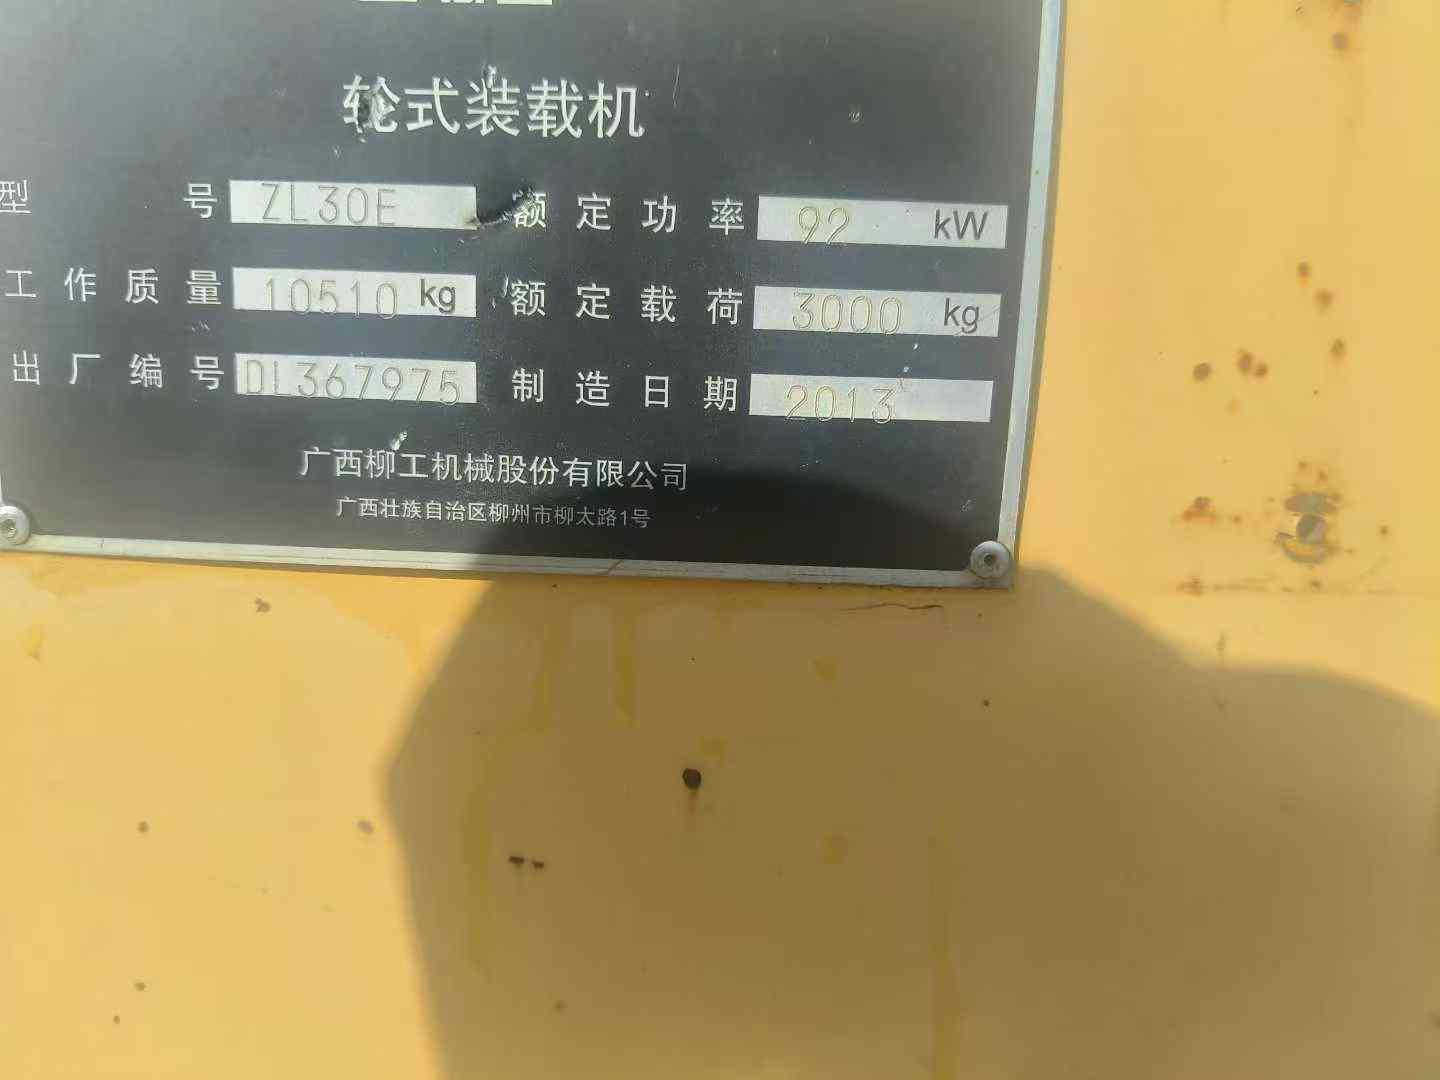 轮式装载机
型号 ZL30E 额定功率 92 kW
工作质量 10510 kg 额定载荷 3000 kg
出厂编号 DL367975 制造日期 2013
广西柳工机械股份有限公司
广西壮族自治区柳州市柳太路1号